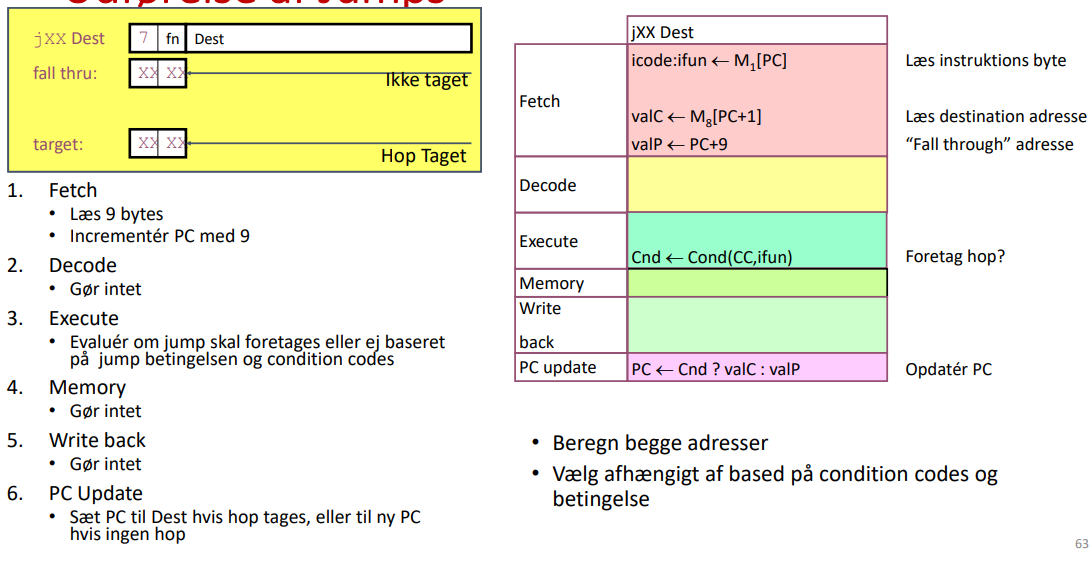 Udførelse af Jumps
jXX Dest 7 fn Dest
fall thru: XX XX Ikke taget
target: XX XX Hop Taget
1. Fetch
• Læs 9 bytes
• Incrementér PC med 9
2. Decode
• Gør intet
3. Execute
• Evaluér om jump skal foretages eller ej baseret
på jump betingelsen og condition codes
4. Memory
• Gør intet
5. Write back
• Gør intet
6. PC Update
• Sæt PC til Dest hvis hop tages, eller til ny PC
hvis ingen hop
jXX Dest
Fetch
icode:ifun ← M1[PC] Læs instruktions byte
valC ← M8[PC+1] Læs destination adresse
valP ← PC+9 “Fall through” adresse
Decode
Execute
Cnd ← Cond(CC,ifun) Foretag hop?
Memory
Write
back
PC update PC ← Cnd ? valC : valP Opdatér PC
• Beregn begge adresser
• Vælg afhængigt af based på condition codes og
betingelse
63